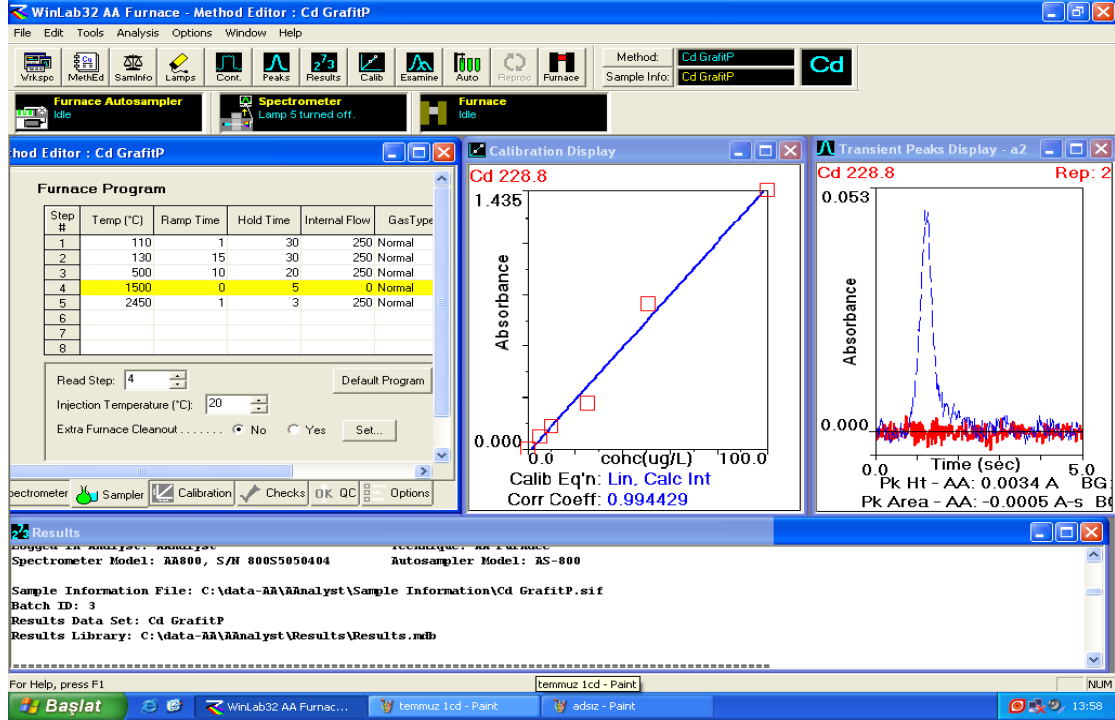 WinLab32 AA Furnace - Method Editor : Cd GrafitP
File Edit Tools Analysis Options Window Help
Wrkspc MethEd SamInfo Lamps Cont. Peaks Results Calib Examine Auto Reproc Furnace
Method: Cd GrafitP
Sample Info: Cd GrafitP
Cd
Furnace Autosampler
Idle
Spectrometer
Lamp 5 turned off.
Furnace
Idle
thod Editor : Cd GrafitP
Furnace Program
Step # Temp (°C) Ramp Time Hold Time Internal Flow GasType
1 110 1 30 250 Normal
2 130 15 30 250 Normal
3 500 10 20 250 Normal
4 1500 0 5 0 Normal
5 2450 1 3 250 Normal
6
7
8
Read Step: 4 Default Program
Injection Temperature (°C): 20
Extra Furnace Cleanout . . . . . . . No Yes Set...
pectrometer Sampler Calibration Checks OK QC Options
Calibration Display
Cd 228.8
1.435
Absorbance
0.000
0.0 conc(ug/L) 100.0
Calib Eq'n: Lin, Calc Int
Corr Coeff: 0.994429
Transient Peaks Display - a2
Cd 228.8 Rep: 2
0.053
Absorbance
0.000
0.0 Time (sec) 5.0
Pk Ht - AA: 0.0034 A BG:
Pk Area - AA: -0.0005 A-s BG
Results
Logged In Analyst: AAnalyst Technique: AA Furnace
Spectrometer Model: AA800, S/N 800S5050404 Autosampler Model: AS-800
Sample Information File: C:\data-AA\AAnalyst\Sample Information\Cd GrafitP.sif
Batch ID: 3
Results Data Set: Cd GrafitP
Results Library: C:\data-AA\AAnalyst\Results\Results.mdb
For Help, press F1
temmuz 1cd - Paint
NUM
Başlat
WinLab32 AA Furnac...
temmuz 1cd - Paint
adsız - Paint
13:58